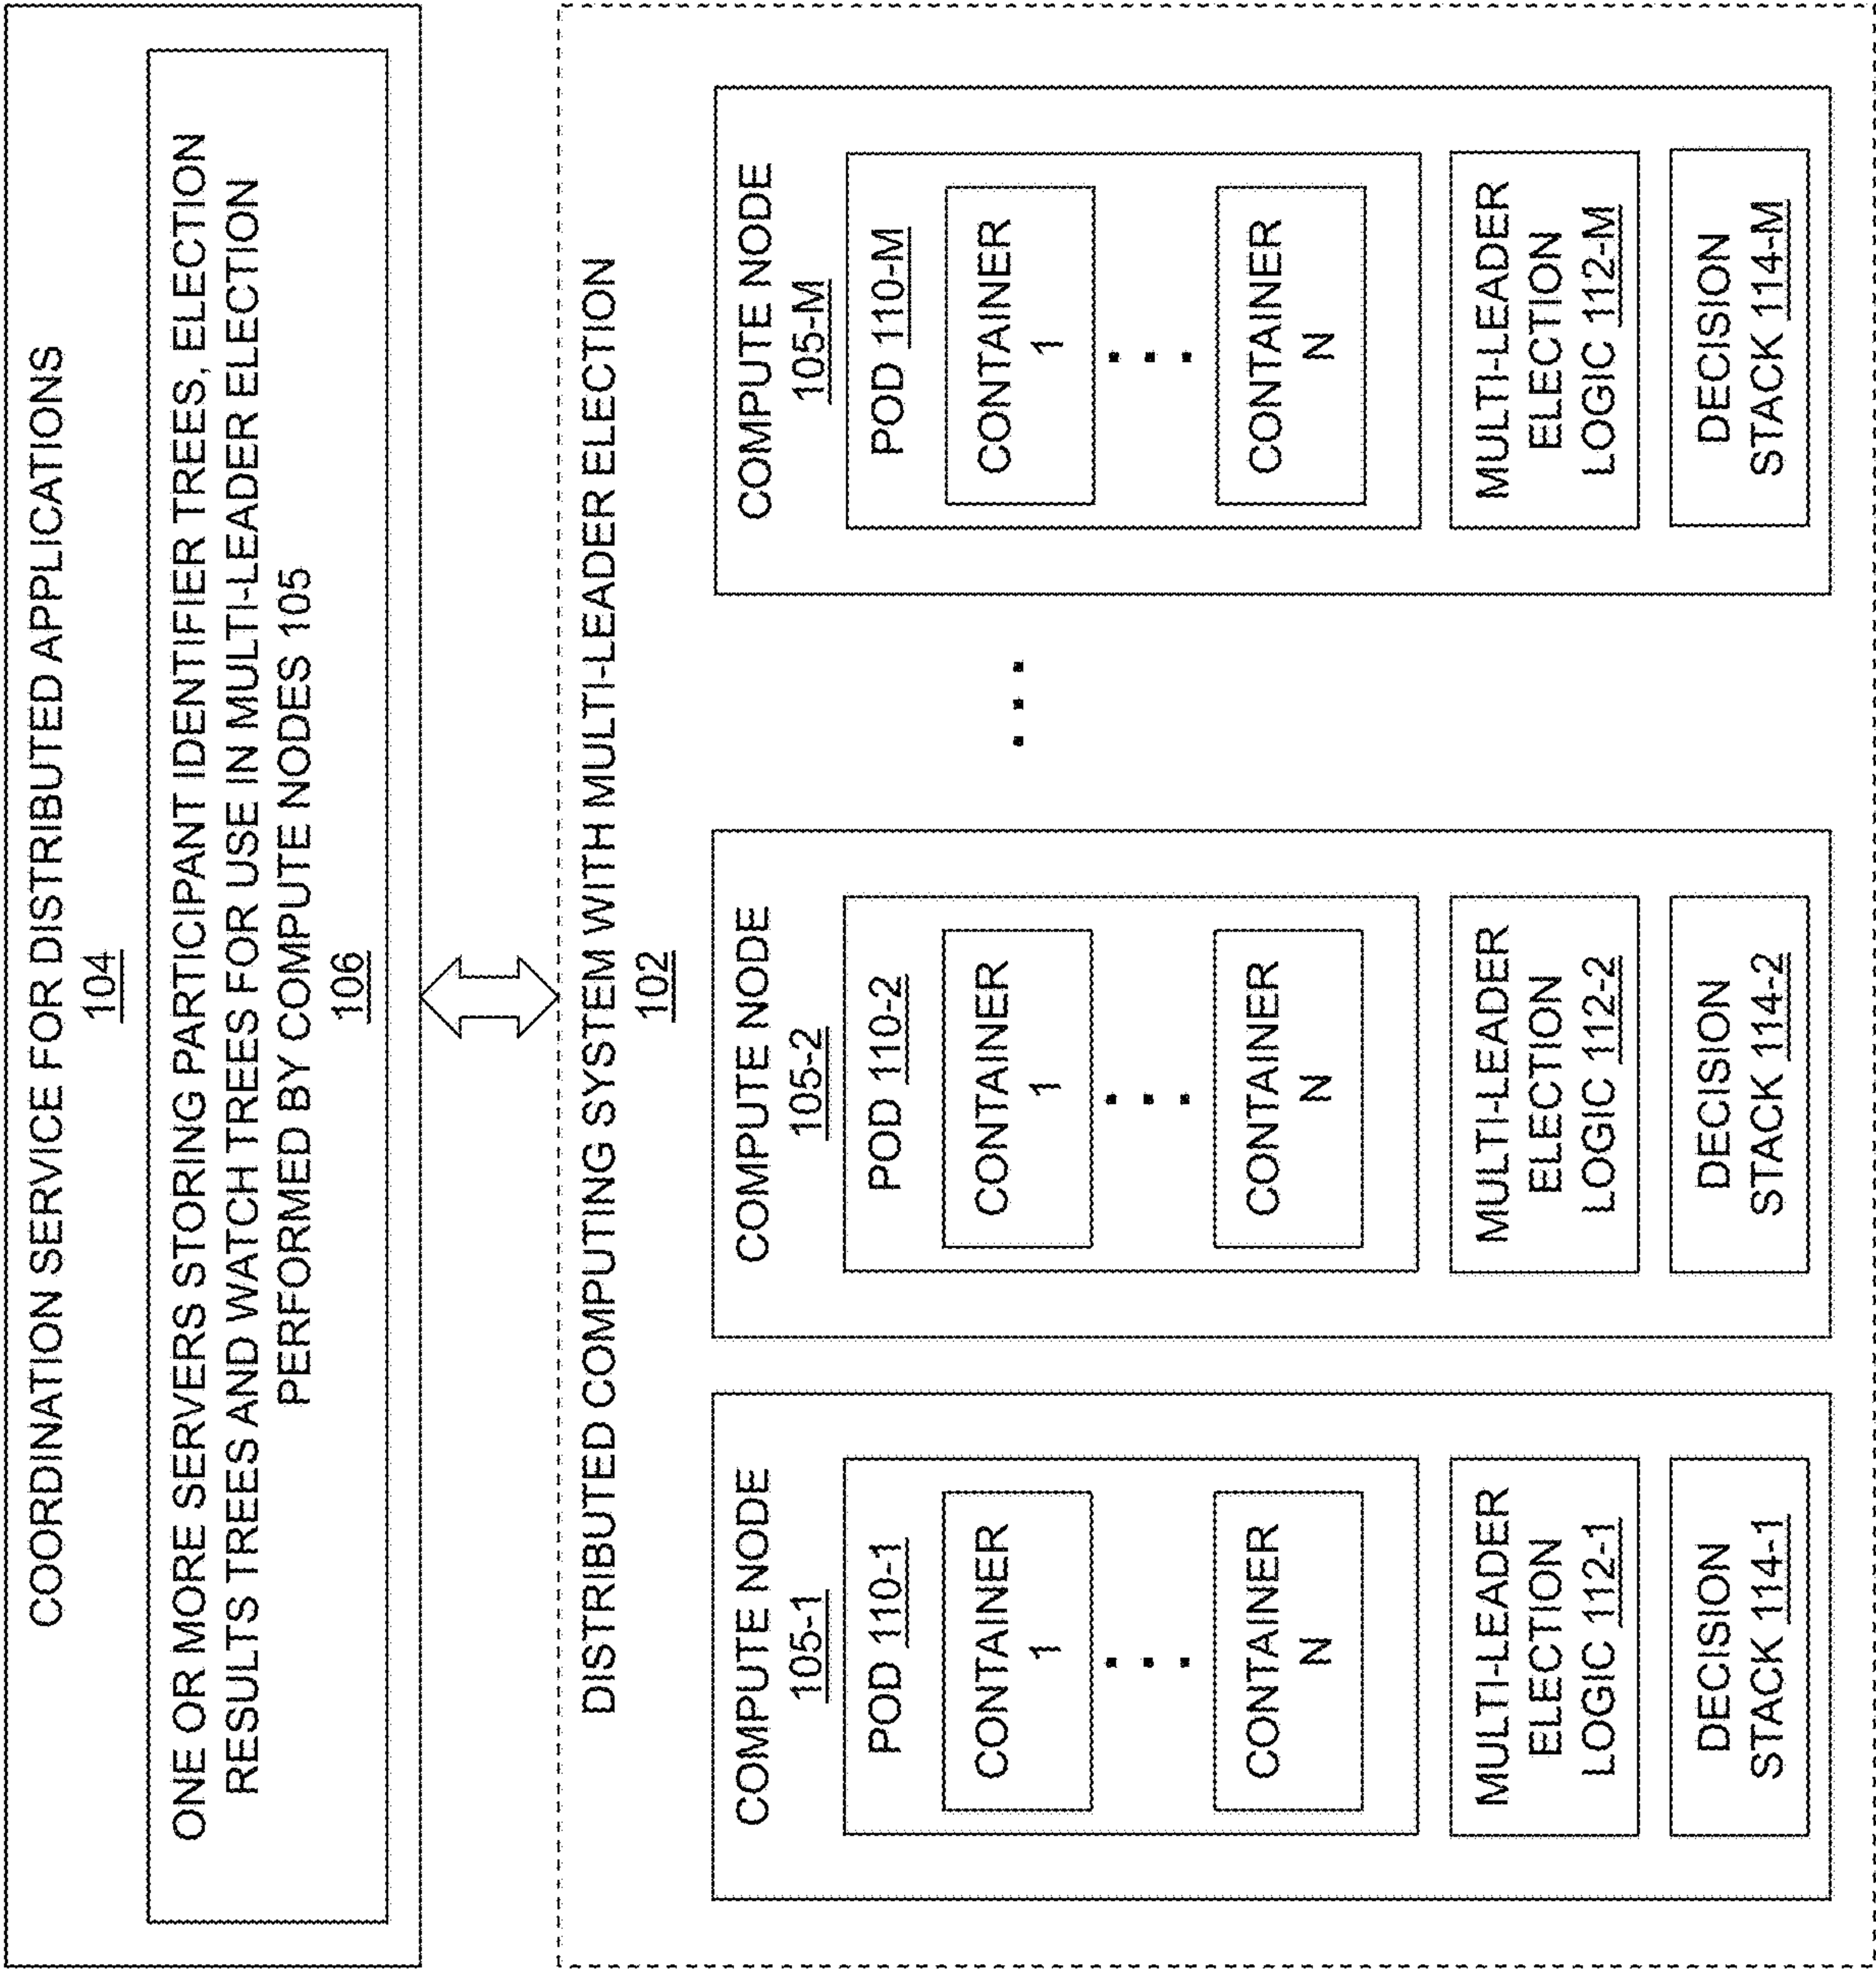 COORDINATION SERVICE FOR DISTRIBUTED APPLICATIONS
104
ONE OR MORE SERVERS STORING PARTICIPANT IDENTIFIER TREES, ELECTION
RESULTS TREES AND WATCH TREES FOR USE IN MULTI-LEADER ELECTION
PERFORMED BY COMPUTE NODES 105
106
DISTRIBUTED COMPUTING SYSTEM WITH MULTI-LEADER ELECTION
102
COMPUTE NODE
105-1
POD 110-1
CONTAINER
1
CONTAINER
N
MULTI-LEADER
ELECTION
LOGIC 112-1
DECISION
STACK 114-1
COMPUTE NODE
105-2
POD 110-2
CONTAINER
1
CONTAINER
N
MULTI-LEADER
ELECTION
LOGIC 112-2
DECISION
STACK 114-2
COMPUTE NODE
105-M
POD 110-M
CONTAINER
1
CONTAINER
N
MULTI-LEADER
ELECTION
LOGIC 112-M
DECISION
STACK 114-M